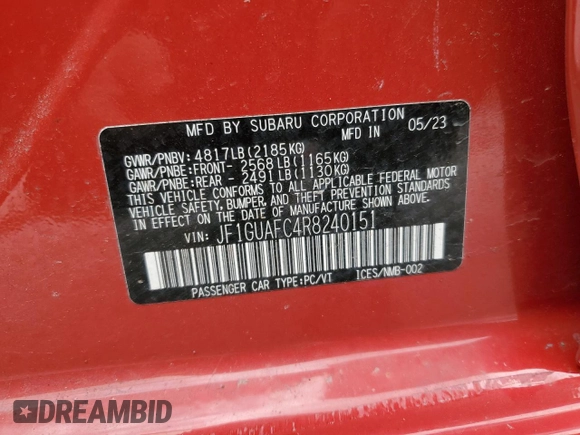 MFD BY SUBARU CORPORATION
MFD IN 05/23
GVWR/PNBV: 4817LB(2185KG)
GAWR/PNBE:FRONT- 2568LB(1165KG)
GAWR/PNBE:REAR - 2491LB(1130KG)
THIS VEHICLE CONFORMS TO ALL APPLICABLE FEDERAL MOTOR
VEHICLE SAFETY, BUMPER, AND THEFT PREVENTION STANDARDS
IN EFFECT ON THE DATE OF MANUFACTURE SHOWN ABOVE.
VIN: JF1GUAFC4R8240151
PASSENGER CAR TYPE:PC/VT ICES/NMB-002
DREAMBID